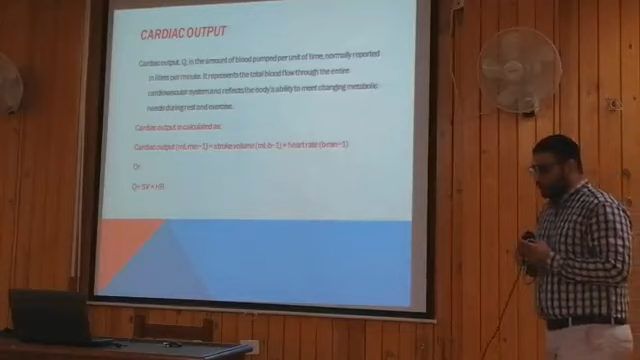 CARDIAC OUTPUT
Cardiac output, Q, is the amount of blood pumped per unit of time, normally reported
in liters per minute. It represents the total blood flow through the entire
cardiovascular system and reflects the body's ability to meet changing metabolic
needs during rest and exercise.
Cardiac output is calculated as:
Cardiac output (mL·min−1) = stroke volume (mL·b−1) × heart rate (b·min−1)
Or
Q= SV × HR